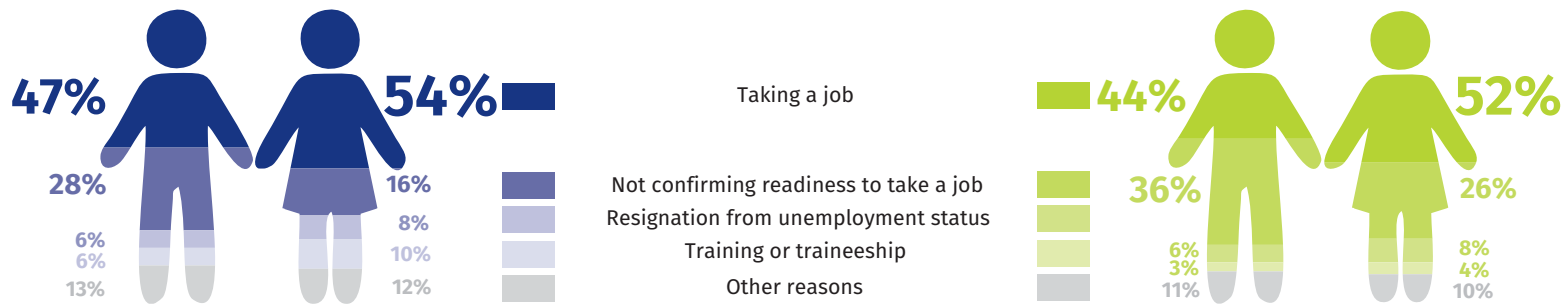 47% 54% Taking a job 44% 52%
28% 16% Not confirming readiness to take a job 36% 26%
6% 8% Resignation from unemployment status 6% 8%
6% 10% Training or traineeship 3% 4%
13% 12% Other reasons 11% 10%